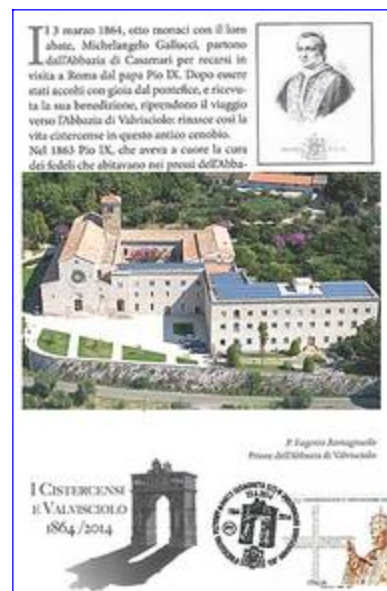 Il 3 marzo 1864, otto monaci con il loro
abate, Michelangelo Gallucci, partono
dall'Abbazia di Casamari per recarsi in
visita a Roma dal papa Pio IX. Dopo essere
stati accolti con gioia dal pontefice, e ricevu-
ta la sua benedizione, riprendono il viaggio
verso l'Abbazia di Valvisciolo: rinasce così la
vita cistercense in questo antico cenobio.
Nel 1863 Pio IX, che aveva a cuore la cura
dei fedeli che abitavano nei pressi dell'Abba-
P. Eugenio Romagnuolo
Priore dell'Abbazia di Valvisciolo
I CISTERCENSI
E VALVISCIOLO
1864/2014